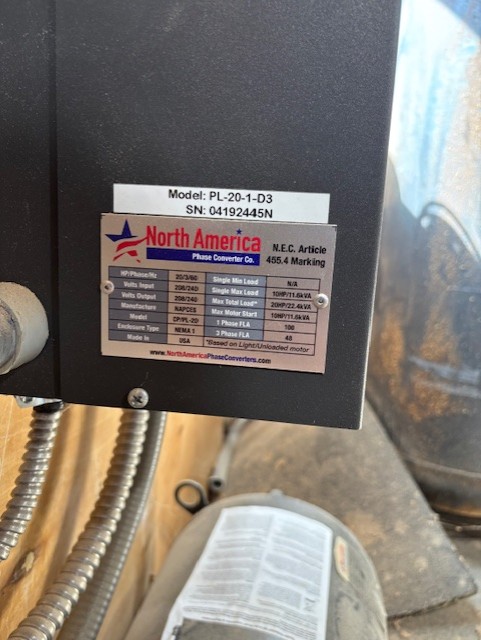 Model: PL-20-1-D3
SN: 04192445N
North America
Phase Converter Co.
N.E.C. Article
455.4 Marking
HP/Phase/Hz 20/3/60 Single Min Load N/A
Volts Input 208/240 Single Max Load 10HP/11.6kVA
Volts Output 208/240 Max Total Load** 20HP/22.4kVA
Manufacture NAPCES Max Motor Start 10HP/11.6kVA
Model CP/PL-20 1 Phase FLA 100
Enclosure Type NEMA 1 3 Phase FLA 48
Made In USA *Based on Light/Unloaded motor
www.NorthAmericaPhaseConverters.com